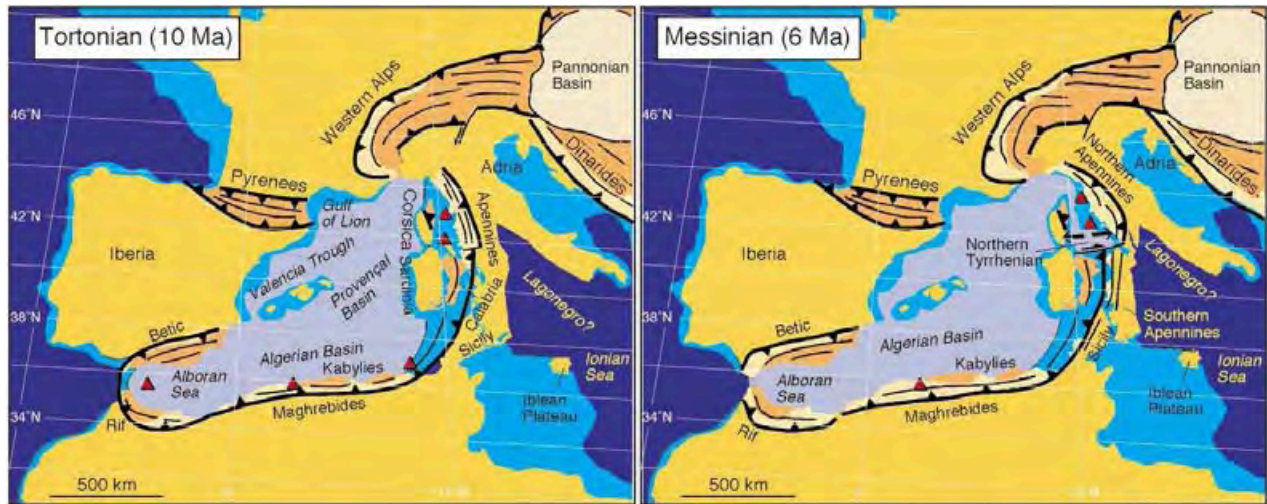 Tortonian (10 Ma)
Western Alps
Pannonian
Basin
46°N
Adria
Dinarides
Pyrenees
Gulf
of Lion
42°N
Corsica
Apennines
Iberia
Valencia Trough
Provençal
Basin
Sardinia
Lagonegro?
Calabria
38°N
Betic
Algerian Basin
Sicily
Kabylies
Alboran
Sea
Ionian
Sea
Iblean
Plateau
34°N
Rif
Maghrebides
500 km
Messinian (6 Ma)
Western Alps
Pannonian
Basin
46°N
Northern
Apennines
Adria
Dinarides
Pyrenees
42°N
Iberia
Northern
Tyrrhenian
Lagonegro?
38°N
Southern
Apennines
Betic
Algerian Basin
Sicily
Kabylies
Alboran
Sea
Ionian
Sea
Iblean
Plateau
34°N
Rif
Maghrebides
500 km